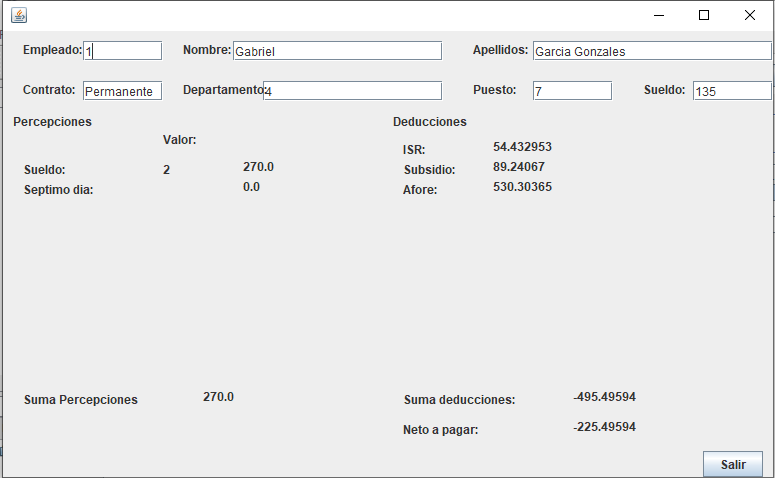 Empleado: 1 Nombre: Gabriel Apellidos: Garcia Gonzales
Contrato: Permanente Departamento: 4 Puesto: 7 Sueldo: 135
Percepciones Deducciones
Valor:
ISR: 54.432953
Sueldo: 2 270.0 Subsidio: 89.24067
Septimo dia: 0.0 Afore: 530.30365
Suma Percepciones 270.0 Suma deducciones: -495.49594
Neto a pagar: -225.49594
Salir